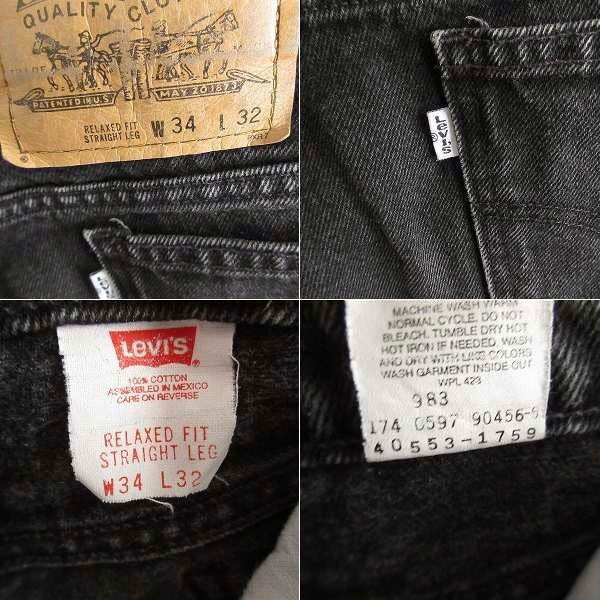 QUALITY CLO
PATENTED IN U.S.
MAY 20 1873
RELAXED FIT
STRAIGHT LEG
W 34 L 32
LEVI'S
®
LEVI'S
100% COTTON
ASSEMBLED IN MEXICO
CARE ON REVERSE
RELAXED FIT
STRAIGHT LEG
W34 L32
MACHINE WASH WARM
NORMAL CYCLE. DO NOT
BLEACH. TUMBLE DRY HOT
HOT IRON IF NEEDED. WASH
AND DRY WITH LIKE COLORS
WASH GARMENT INSIDE OUT
WPL 423
983
174 0597 90456-5
40553-1759